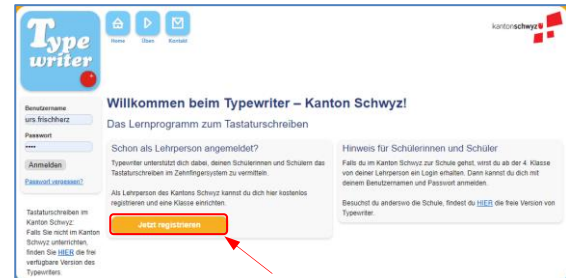 Type
writer
Home
Üben
Kontakt
kantonschwyz
Benutzername
urs.frischherz
Passwort
••••
Anmelden
Passwort vergessen?
Tastaturschreiben im
Kanton Schwyz:
Falls Sie nicht im Kanton
Schwyz unterrichten,
finden Sie HIER die frei
verfügbare Version des
Typewriters.
Willkommen beim Typewriter – Kanton Schwyz!
Das Lernprogramm zum Tastaturschreiben
Schon als Lehrperson angemeldet?
Typewriter unterstützt dich dabei, deinen Schülerinnen und Schülern das
Tastaturschreiben im Zehnfingersystem zu vermitteln.
Als Lehrperson des Kantons Schwyz kannst du dich hier kostenlos
registrieren und eine Klasse einrichten.
Jetzt registrieren
Hinweis für Schülerinnen und Schüler
Falls du im Kanton Schwyz zur Schule gehst, wirst du ab der 4. Klasse
von deiner Lehrperson ein Login erhalten. Dann kannst du dich mit
deinem Benutzernamen und Passwort anmelden.
Besuchst du anderswo die Schule, findest du HIER die freie Version von
Typewriter.